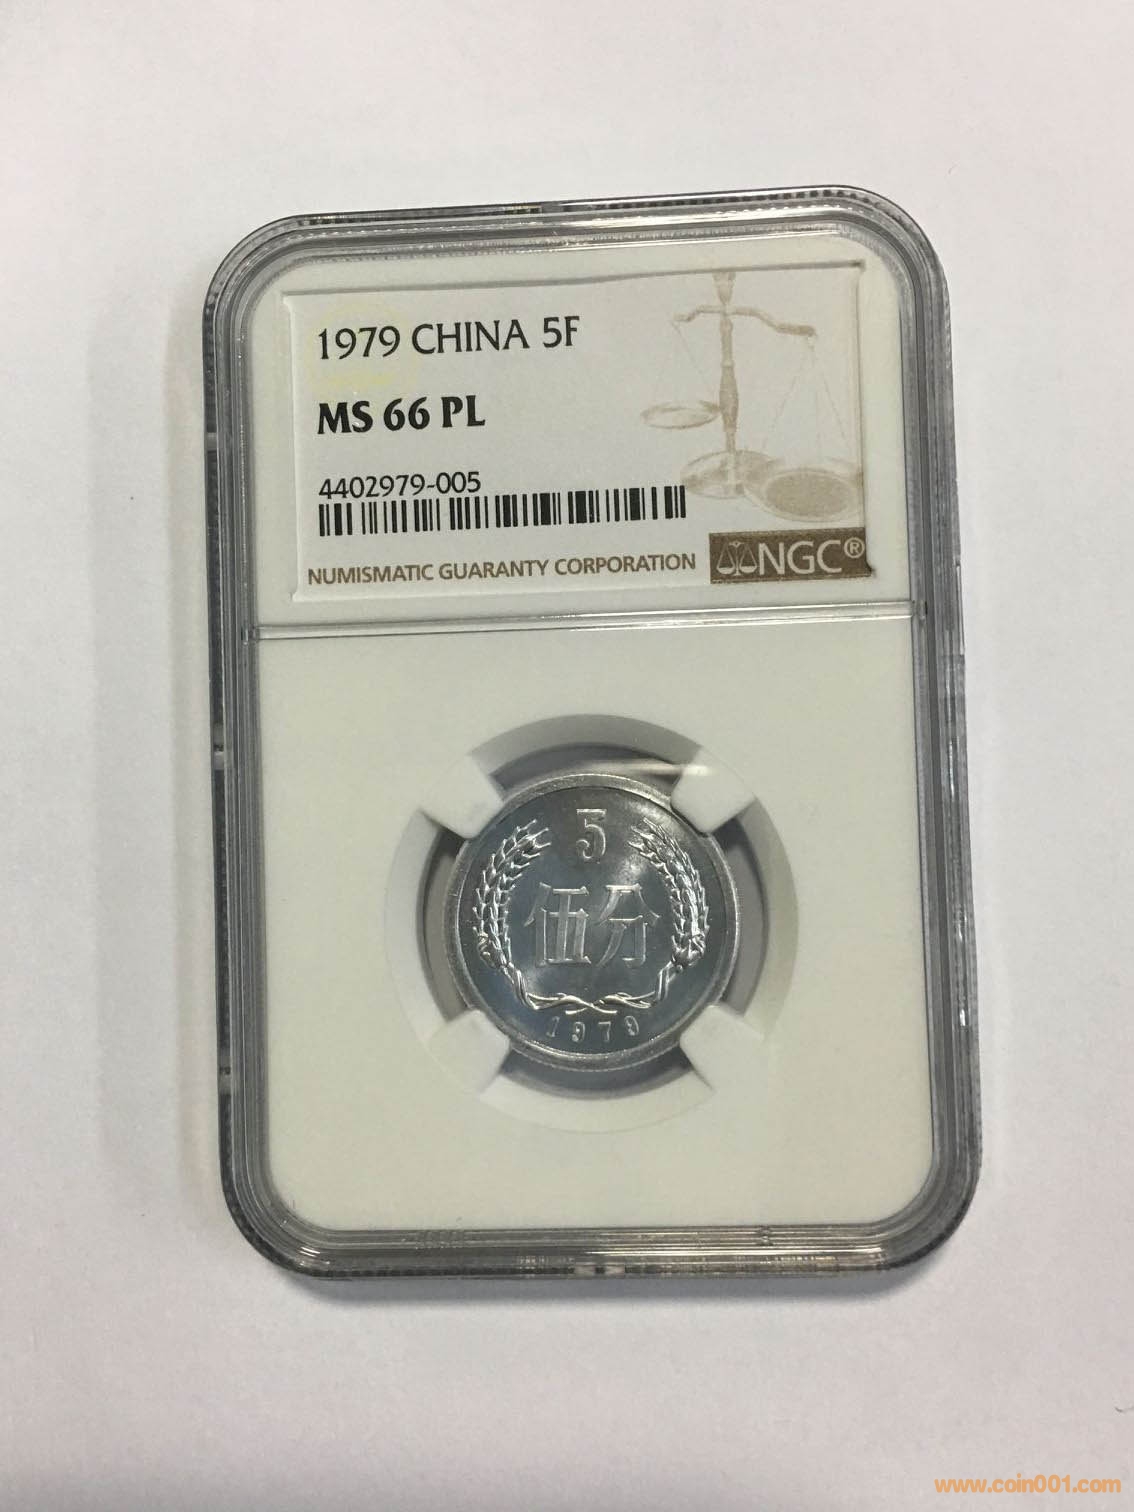 1979 CHINA 5F
MS 66 PL
4402979-005
NUMISMATIC GUARANTY CORPORATION
NGC®
5
伍分
1979
www.coin001.com